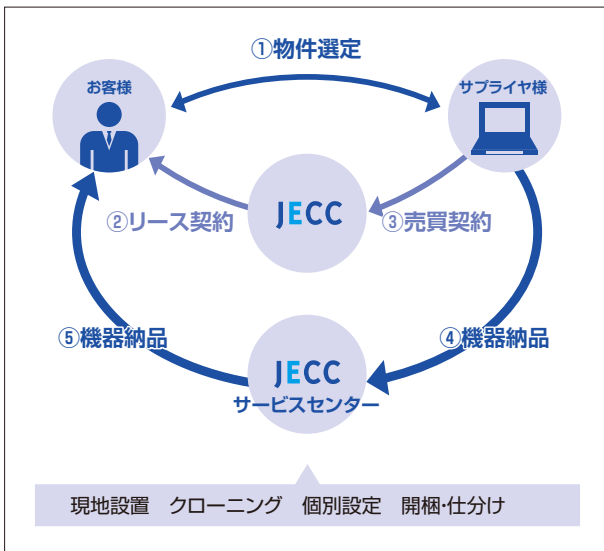 ①物件選定
お客様
サプライヤ様
JECC
②リース契約
③売買契約
⑤機器納品
④機器納品
JECC
サービスセンター
現地設置 クローニング 個別設定 開梱・仕分け